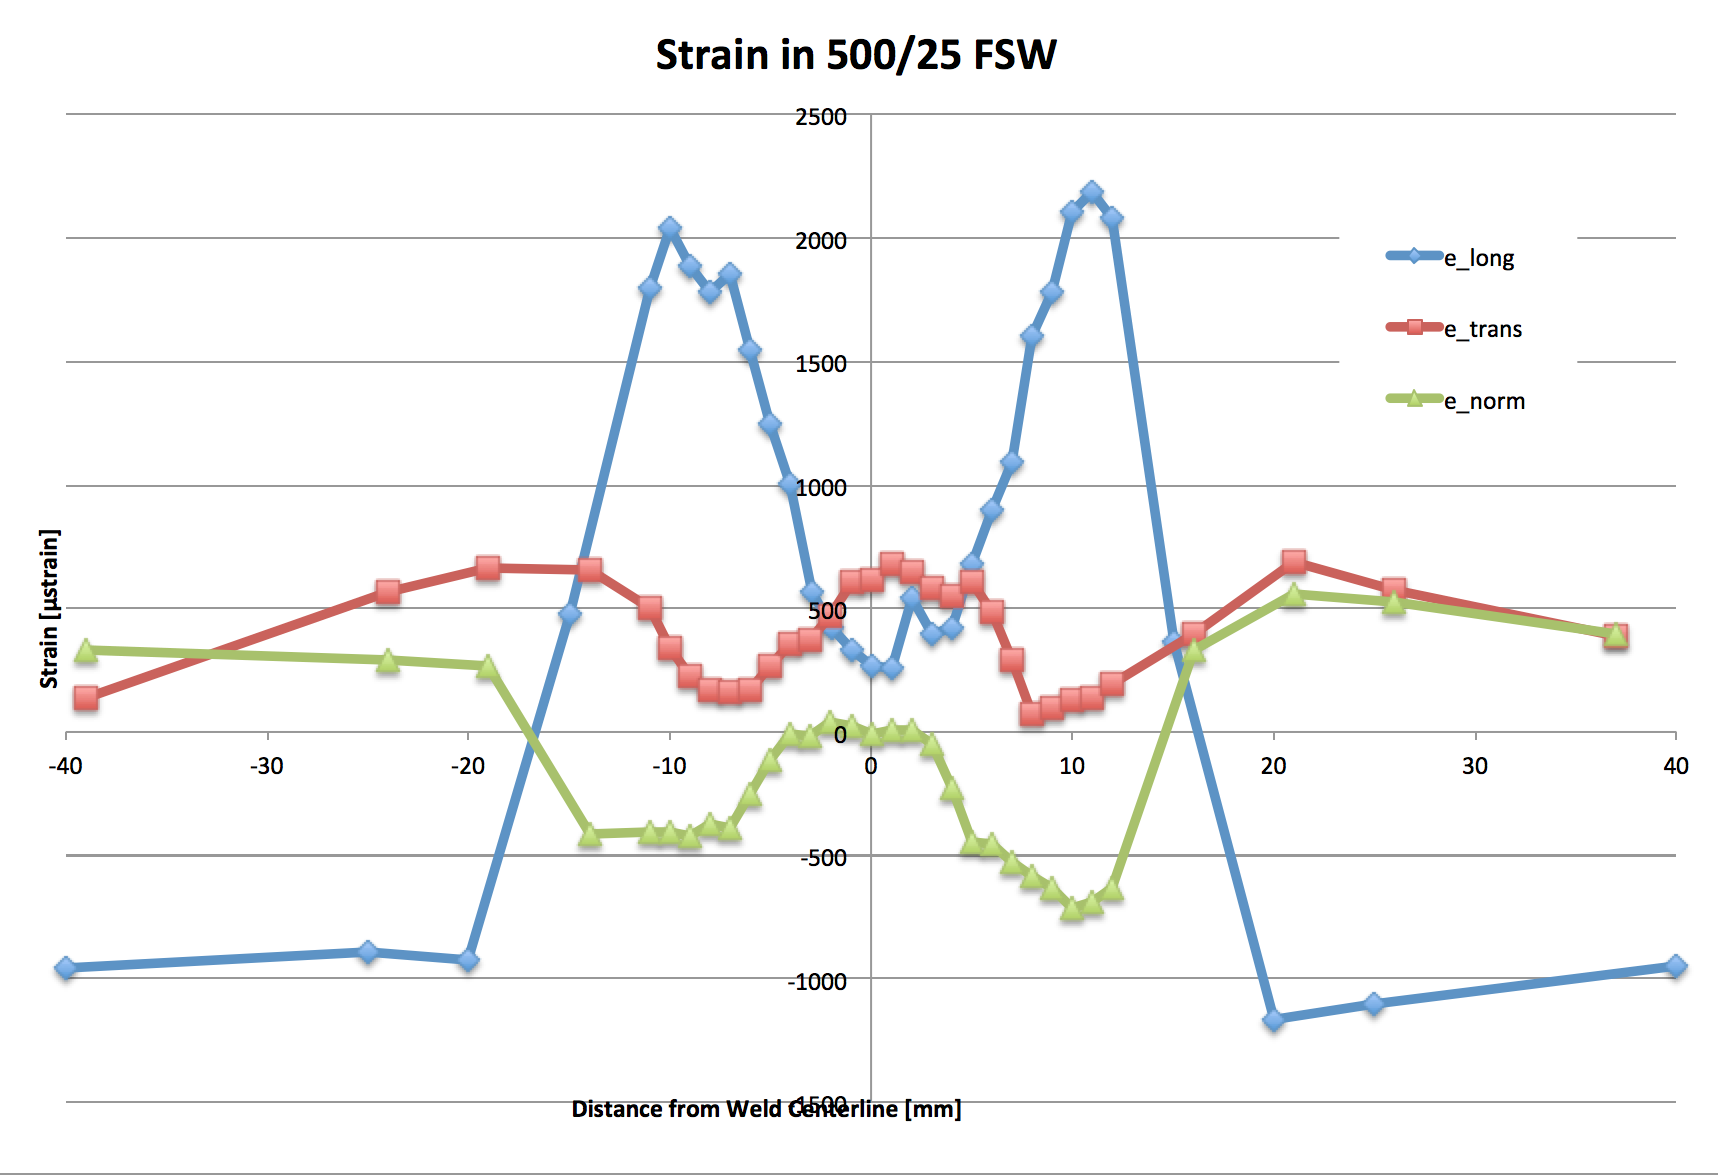 Strain in 500/25 FSW
2500
2000
1500
1000
500
0
-500
-1000
-1500
Strain [µstrain]
-40 -30 -20 -10 0 10 20 30 40
Distance from Weld Centerline [mm]
e_long
e_trans
e_norm